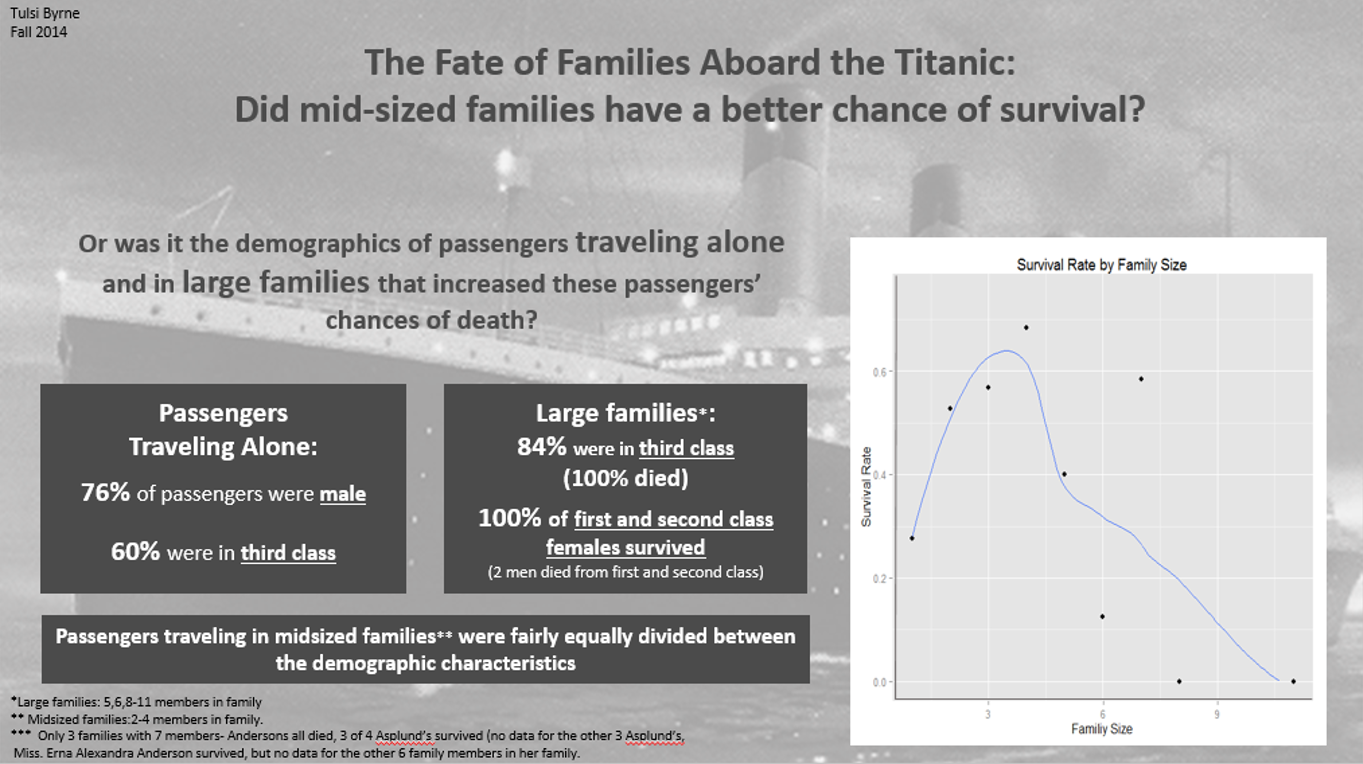 Tulsi Byrne
Fall 2014
The Fate of Families Aboard the Titanic:
Did mid-sized families have a better chance of survival?
Or was it the demographics of passengers traveling alone
and in large families that increased these passengers’
chances of death?
Passengers
Traveling Alone:
76% of passengers were male
60% were in third class
Large families*:
84% were in third class
(100% died)
100% of first and second class
females survived
(2 men died from first and second class)
Passengers traveling in midsized families** were fairly equally divided between
the demographic characteristics
*Large families: 5,6,8-11 members in family
** Midsized families:2-4 members in family.
*** Only 3 families with 7 members- Andersons all died, 3 of 4 Asplund’s survived (no data for the other 3 Asplund’s,
Miss. Erna Alexandra Anderson survived, but no data for the other 6 family members in her family.
Survival Rate by Family Size
Survival Rate
0.6
0.4
0.2
0.0
3
6
9
Familiy Size